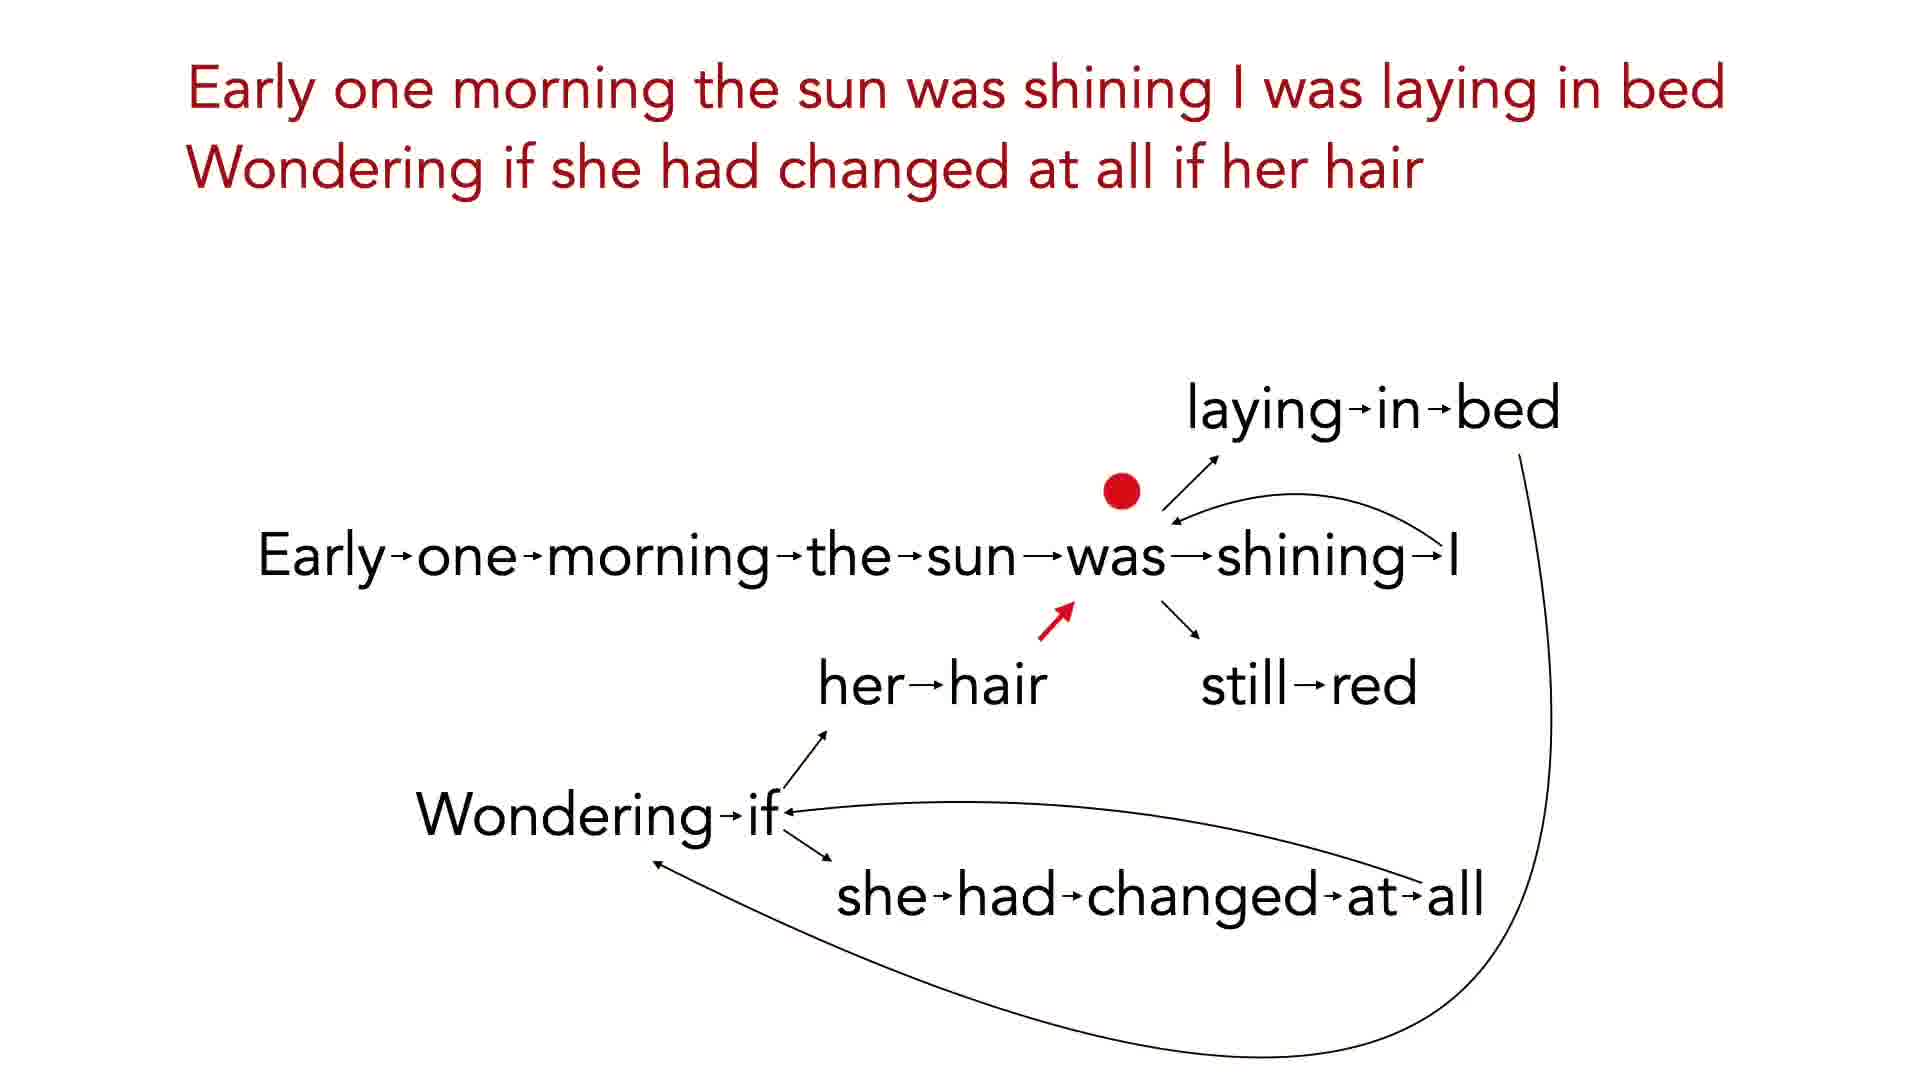 Early one morning the sun was shining I was laying in bed
Wondering if she had changed at all if her hair
laying in bed
Early one morning the sun was shining I
her hair
still red
Wondering if
she had changed at all